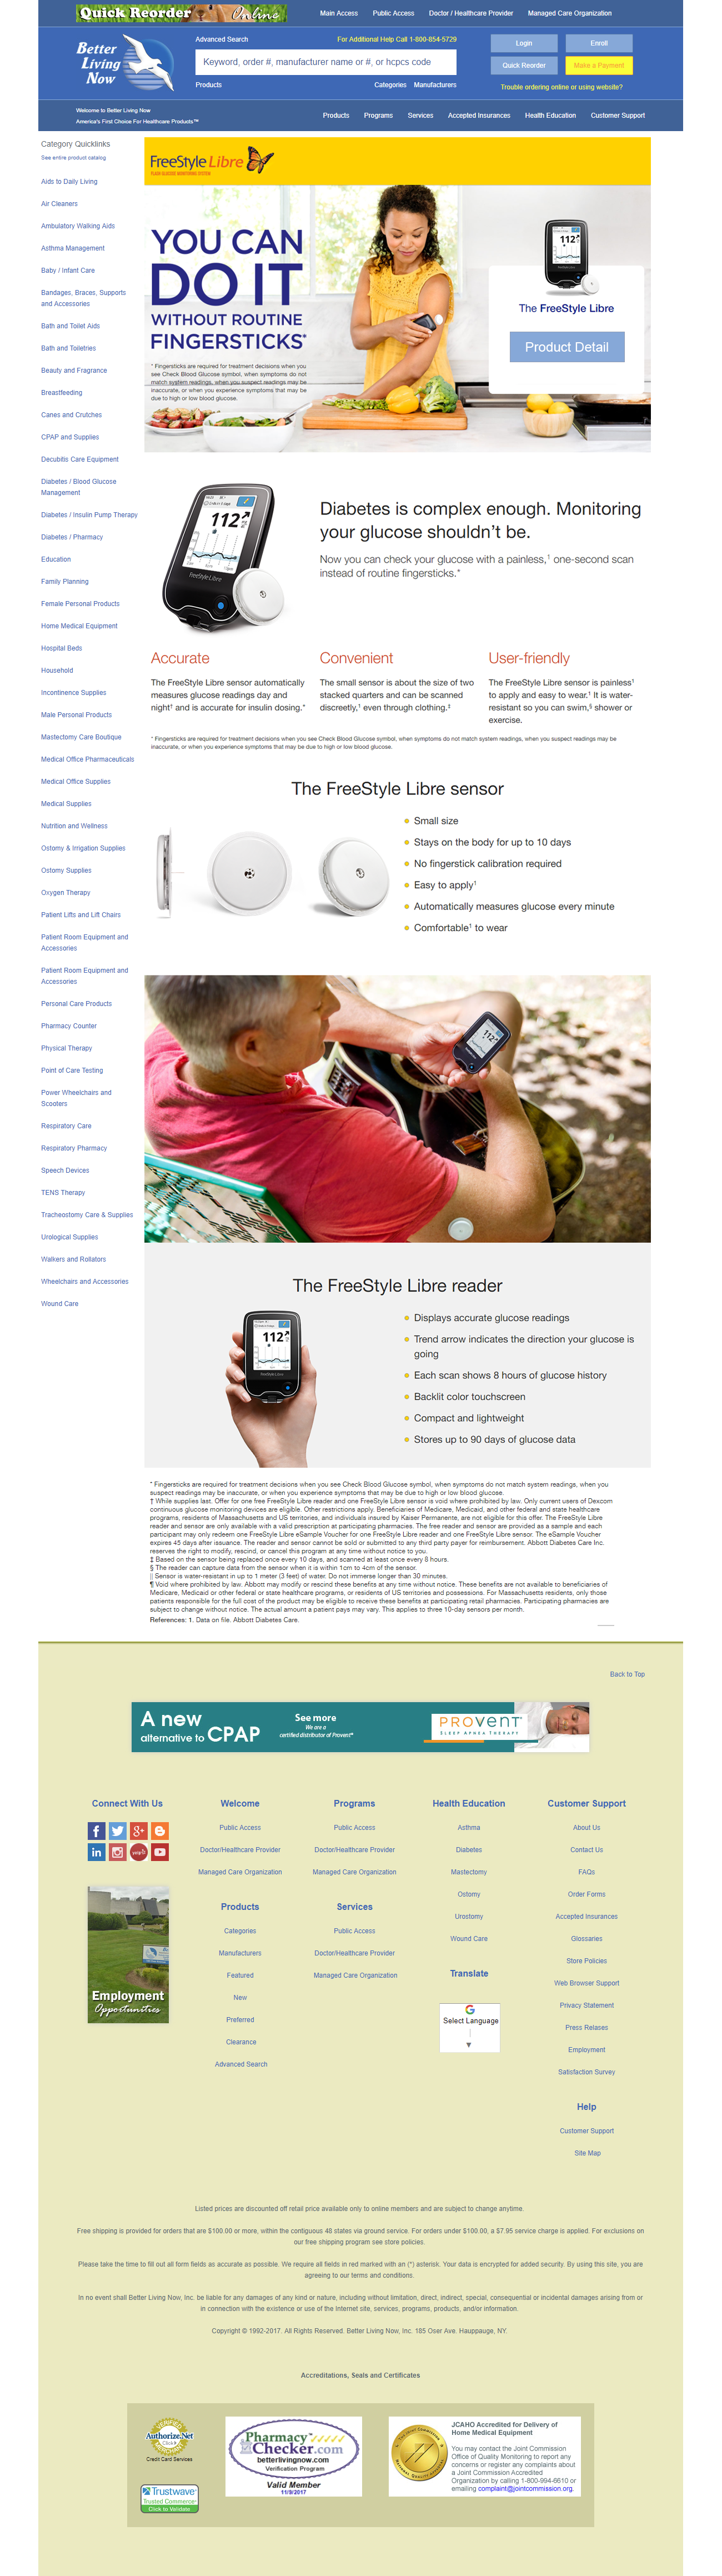 Quick Reorder Online
Main Access Public Access Doctor / Healthcare Provider Managed Care Organization
Better
Living
Now
Advanced Search For Additional Help Call 1-800-854-5729
Keyword, order #, manufacturer name or #, or hcpcs code
Products Categories Manufacturers
Login Enroll
Quick Reorder Make a Payment
Trouble ordering online or using website?
Welcome to Better Living Now
America's First Choice For Healthcare Products™
Products Programs Services Accepted Insurances Health Education Customer Support
Category Quicklinks
See entire product catalog
Aids to Daily Living
Air Cleaners
Ambulatory Walking Aids
Asthma Management
Baby / Infant Care
Bandages, Braces, Supports
and Accessories
Bath and Toilet Aids
Bath and Toiletries
Beauty and Fragrance
Breastfeeding
Canes and Crutches
CPAP and Supplies
Decubitis Care Equipment
Diabetes / Blood Glucose
Management
Diabetes / Insulin Pump Therapy
Diabetes / Pharmacy
Education
Family Planning
Female Personal Products
Home Medical Equipment
Hospital Beds
Household
Incontinence Supplies
Male Personal Products
Mastectomy Care Boutique
Medical Office Pharmaceuticals
Medical Office Supplies
Medical Supplies
Nutrition and Wellness
Ostomy & Irrigation Supplies
Ostomy Supplies
Oxygen Therapy
Patient Lifts and Lift Chairs
Patient Room Equipment and
Accessories
Patient Room Equipment and
Accessories
Personal Care Products
Pharmacy Counter
Physical Therapy
Point of Care Testing
Power Wheelchairs and
Scooters
Respiratory Care
Respiratory Pharmacy
Speech Devices
TENS Therapy
Tracheostomy Care & Supplies
Urological Supplies
Walkers and Rollators
Wheelchairs and Accessories
Wound Care
FreeStyle Libre
FLASH GLUCOSE MONITORING SYSTEM
YOU CAN
DO IT
WITHOUT ROUTINE
FINGERSTICKS*
* Fingersticks are required for treatment decisions when you
see Check Blood Glucose symbol, when symptoms do not
match system readings, when you suspect readings may be
inaccurate, or when you experience symptoms that may be
due to high or low blood glucose.
112
The FreeStyle Libre
Product Detail
112
FreeStyle Libre
Diabetes is complex enough. Monitoring
your glucose shouldn't be.
Now you can check your glucose with a painless,¹ one-second scan
instead of routine fingersticks.*
Accurate
The FreeStyle Libre sensor automatically
measures glucose readings day and
night† and is accurate for insulin dosing.*
Convenient
The small sensor is about the size of two
stacked quarters and can be scanned
discreetly,¹ even through clothing.‡
User-friendly
The FreeStyle Libre sensor is painless¹
to apply and easy to wear.¹ It is water-
resistant so you can swim,§ shower or
exercise.
* Fingersticks are required for treatment decisions when you see Check Blood Glucose symbol, when symptoms do not match system readings, when you suspect readings may be
inaccurate, or when you experience symptoms that may be due to high or low blood glucose.
The FreeStyle Libre sensor
Small size
Stays on the body for up to 10 days
No fingerstick calibration required
Easy to apply¹
Automatically measures glucose every minute
Comfortable¹ to wear
112
The FreeStyle Libre reader
112
Displays accurate glucose readings
Trend arrow indicates the direction your glucose is
going
Each scan shows 8 hours of glucose history
Backlit color touchscreen
Compact and lightweight
Stores up to 90 days of glucose data
* Fingersticks are required for treatment decisions when you see Check Blood Glucose symbol, when symptoms do not match system readings, when you
suspect readings may be inaccurate, or when you experience symptoms that may be due to high or low blood glucose.
† While supplies last. Offer for one free FreeStyle Libre reader and one FreeStyle Libre sensor is void where prohibited by law. Only current users of Dexcom
continuous glucose monitoring devices are eligible. Other restrictions apply. Beneficiaries of Medicare, Medicaid, and other federal and state healthcare
programs, residents of Massachusetts and US territories, and individuals insured by Kaiser Permanente, are not eligible for this offer. The FreeStyle Libre
reader and sensor are only available with a valid prescription at participating pharmacies. The free reader and sensor are provided as a sample and each
participant may only redeem one FreeStyle Libre eSample Voucher for one FreeStyle Libre reader and one FreeStyle Libre sensor. The eSample Voucher
expires 45 days after issuance. The reader and sensor cannot be sold or submitted to any third party payer for reimbursement. Abbott Diabetes Care Inc.
reserves the right to modify, rescind, or cancel this program at any time without notice to you.
‡ Based on the sensor being replaced once every 10 days, and scanned at least once every 8 hours.
§ The reader can capture data from the sensor when it is within 1cm to 4cm of the sensor.
|| Sensor is water-resistant in up to 1 meter (3 feet) of water. Do not immerse longer than 30 minutes.
¶ Void where prohibited by law. Abbott may modify or rescind these benefits at any time without notice. These benefits are not available to beneficiaries of
Medicare, Medicaid or other federal or state healthcare programs, or residents of US territories and possessions. For Massachusetts residents, only those
patients responsible for the full cost of the product may be eligible to receive these benefits at participating retail pharmacies. Participating pharmacies are
subject to change without notice. The actual amount a patient pays may vary. This applies to three 10-day sensors per month.
References: 1. Data on file. Abbott Diabetes Care.
Back to Top
A new
alternative to CPAP
See more
We are a
certified distributor of Provent*
PROVENT
SLEEP APNEA THERAPY
Connect With Us
Employment
Opportunities
Welcome
Public Access
Doctor/Healthcare Provider
Managed Care Organization
Products
Categories
Manufacturers
Featured
New
Preferred
Clearance
Advanced Search
Programs
Public Access
Doctor/Healthcare Provider
Managed Care Organization
Services
Public Access
Doctor/Healthcare Provider
Managed Care Organization
Health Education
Asthma
Diabetes
Mastectomy
Ostomy
Urostomy
Wound Care
Translate
Select Language
▼
Customer Support
About Us
Contact Us
FAQs
Order Forms
Accepted Insurances
Glossaries
Store Policies
Web Browser Support
Privacy Statement
Press Relases
Employment
Satisfaction Survey
Help
Customer Support
Site Map
Listed prices are discounted off retail price available only to online members and are subject to change anytime.
Free shipping is provided for orders that are $100.00 or more, within the contiguous 48 states via ground service. For orders under $100.00, a $7.95 service charge is applied. For exclusions on
our free shipping program see store policies.
Please take the time to fill out all form fields as accurate as possible. We require all fields in red marked with an (*) asterisk. Your data is encrypted for added security. By using this site, you are
agreeing to our terms and conditions.
In no event shall Better Living Now, Inc. be liable for any damages of any kind or nature, including without limitation, direct, indirect, special, consequential or incidental damages arising from or
in connection with the existence or use of the Internet site, services, programs, products, and/or information.
Copyright © 1992-2017. All Rights Reserved. Better Living Now, Inc. 185 Oser Ave. Hauppauge, NY.
Accreditations, Seals and Certificates
Authorize.Net
Click
Credit Card Services
Trustwave
Trusted Commerce
Click to Validate
Pharmacy
Checker.com
betterlivingnow.com
Verification Program
Valid Member
11/9/2017
JCAHO Accredited for Delivery of
Home Medical Equipment
You may contact the Joint Commission
Office of Quality Monitoring to report any
concerns or register any complaints about
a Joint Commission Accredited
Organization by calling 1-800-994-6610 or
emailing complaint@jointcommission.org.